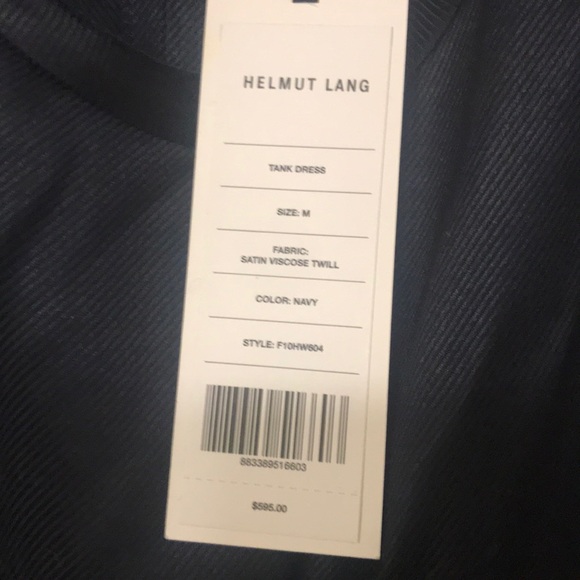 HELMUT LANG
TANK DRESS
SIZE: M
FABRIC:
SATIN VISCOSE TWILL
COLOR: NAVY
STYLE: F10HW604
883389516603
$595.00